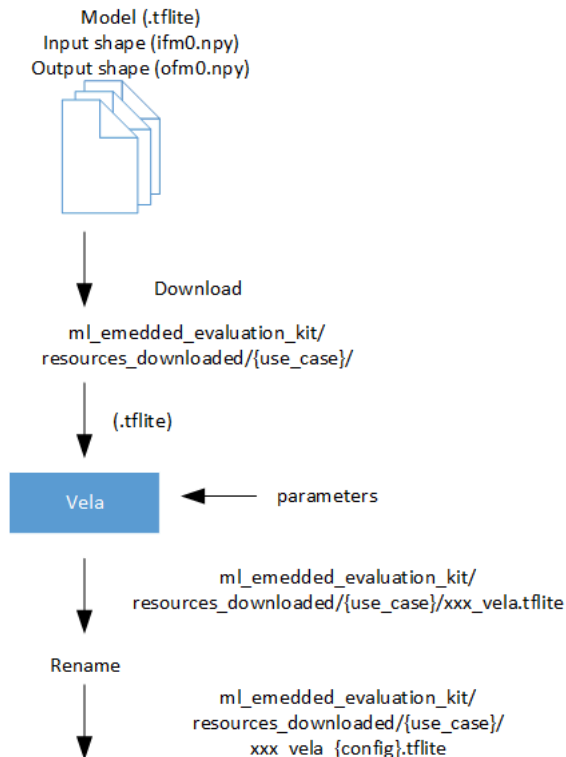 Model (.tflite)
Input shape (ifm0.npy)
Output shape (ofm0.npy)
Download
ml_emedded_evaluation_kit/
resources_downloaded/{use_case}/
(.tflite)
Vela
parameters
ml_emedded_evaluation_kit/
resources_downloaded/{use_case}/xxx_vela.tflite
Rename
ml_emedded_evaluation_kit/
resources_downloaded/{use_case}/
xxx_vela_{config}.tflite